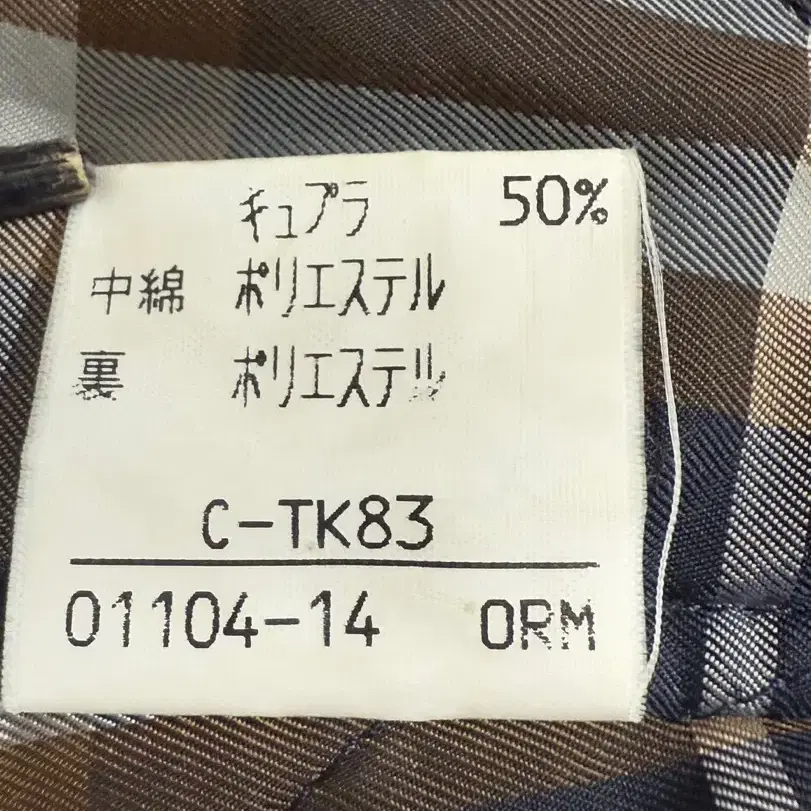 キュプラ 50%
中綿 ポリエステル
裏 ポリエステル
C-TK83
01104-14 ORM